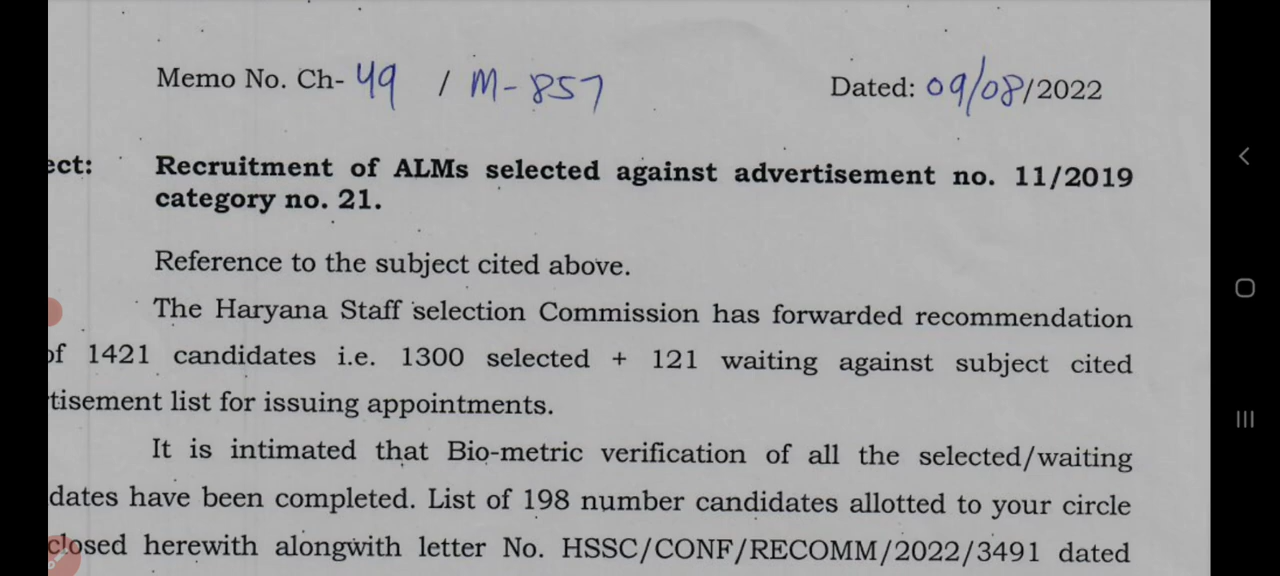 Memo No. Ch- 49 / M-857 Dated: 09/08/2022
ect: Recruitment of ALMs selected against advertisement no. 11/2019
category no. 21.
Reference to the subject cited above.
The Haryana Staff selection Commission has forwarded recommendation
of 1421 candidates i.e. 1300 selected + 121 waiting against subject cited
tisement list for issuing appointments.
It is intimated that Bio-metric verification of all the selected/waiting
dates have been completed. List of 198 number candidates allotted to your circle
closed herewith alongwith letter No. HSSC/CONF/RECOMM/2022/3491 dated